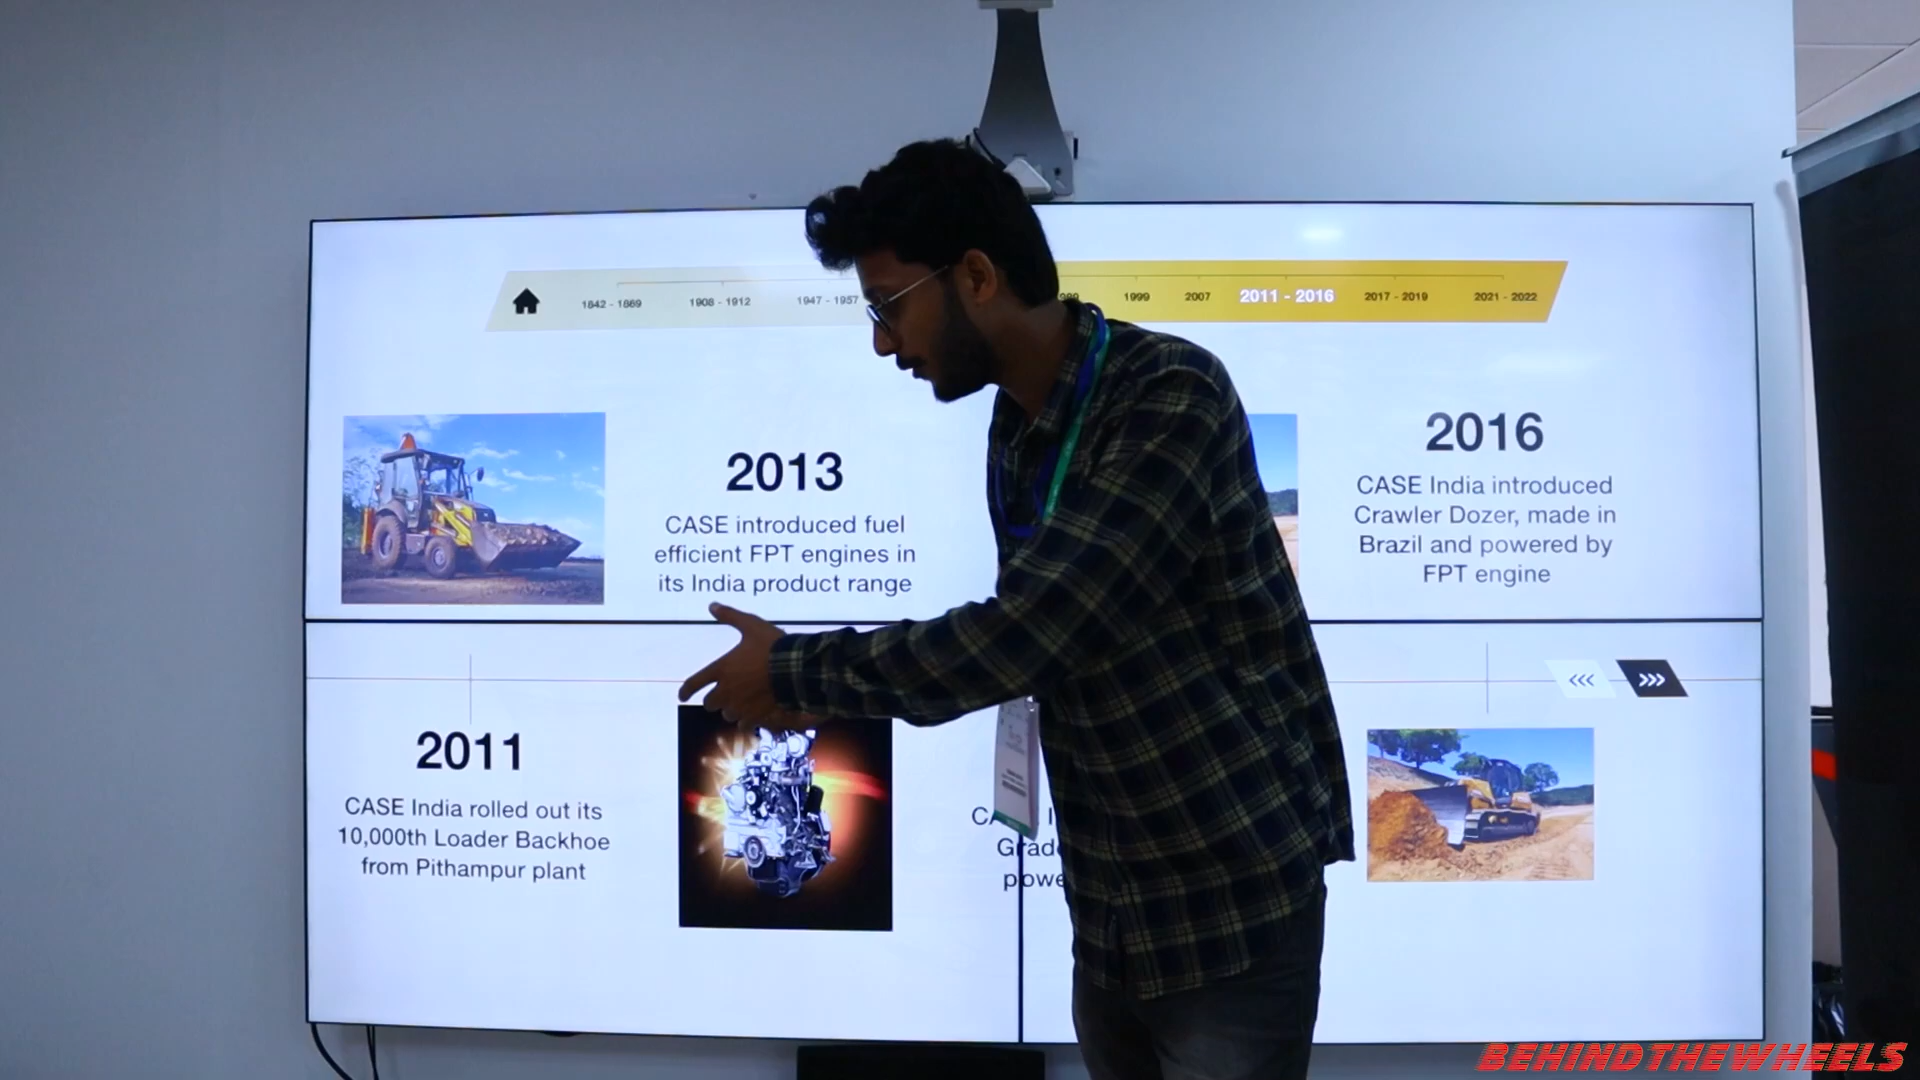 1842 - 1869
1908 - 1912
1947 - 1957
1999
2007
2011 - 2016
2017 - 2019
2021 - 2022
2013
CASE introduced fuel
efficient FPT engines in
its India product range
2016
CASE India introduced
Crawler Dozer, made in
Brazil and powered by
FPT engine
2011
CASE India rolled out its
10,000th Loader Backhoe
from Pithampur plant
BEHINDTHEWHEELS